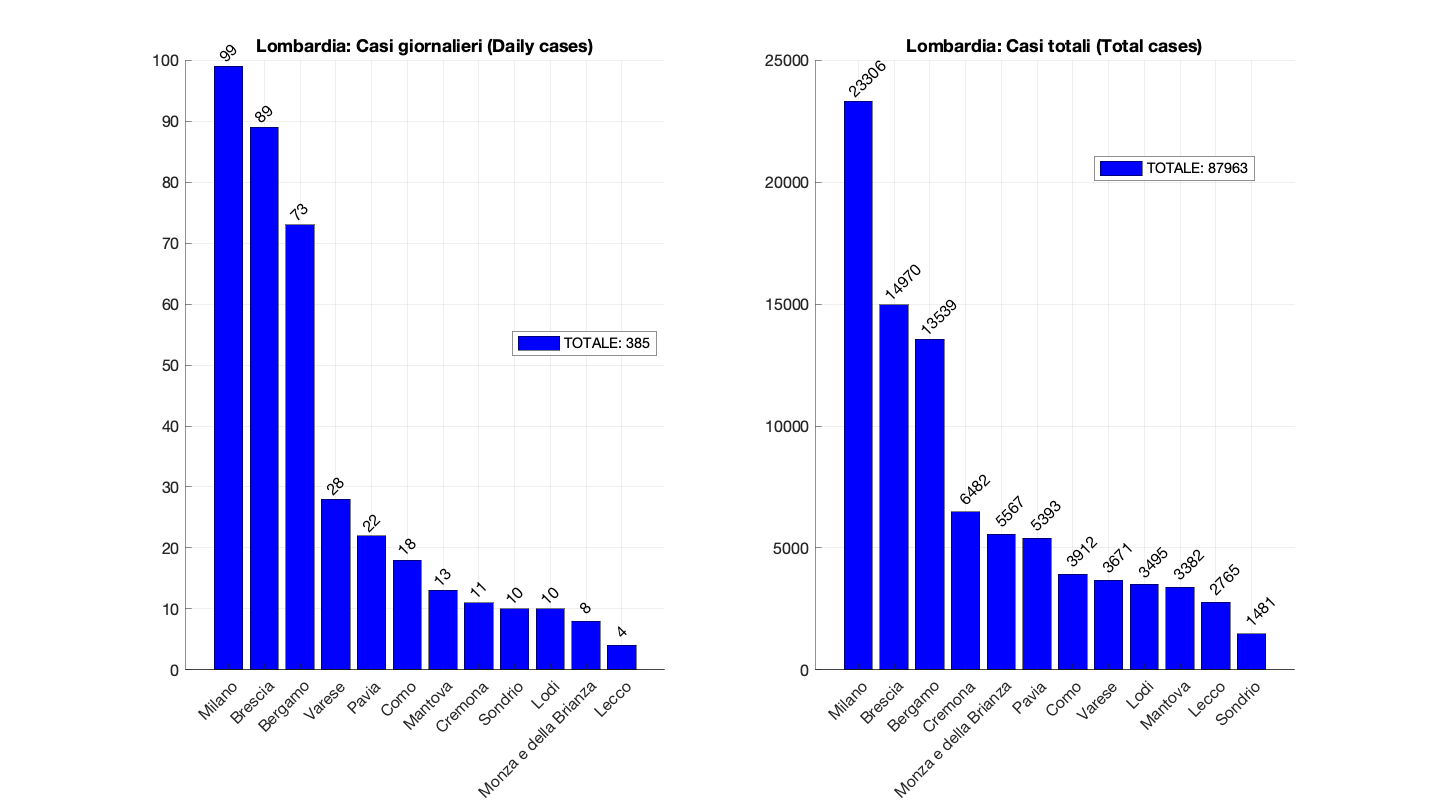 Lombardia: Casi giornalieri (Daily cases)
100
90
80
70
60
50
40
30
20
10
0
99
89
73
28
22
18
13
11
10
10
8
4
TOTALE: 385
Milano
Brescia
Bergamo
Varese
Pavia
Como
Mantova
Cremona
Sondrio
Lodi
Monza e della Brianza
Lecco
Lombardia: Casi totali (Total cases)
25000
20000
15000
10000
5000
0
23306
14970
13539
6482
5567
5393
3912
3671
3495
3382
2765
1481
TOTALE: 87963
Milano
Brescia
Bergamo
Cremona
Monza e della Brianza
Pavia
Como
Varese
Lodi
Mantova
Lecco
Sondrio